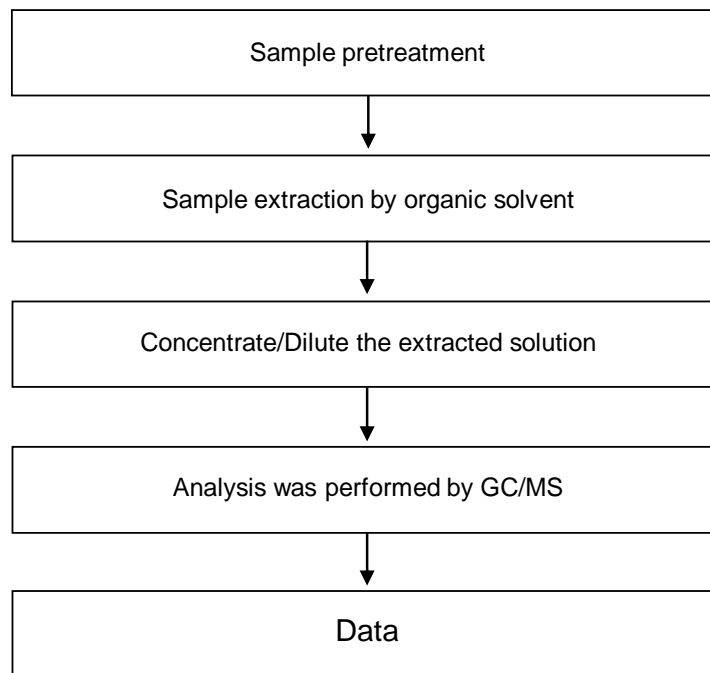 Sample pretreatment
Sample extraction by organic solvent
Concentrate/Dilute the extracted solution
Analysis was performed by GC/MS
Data